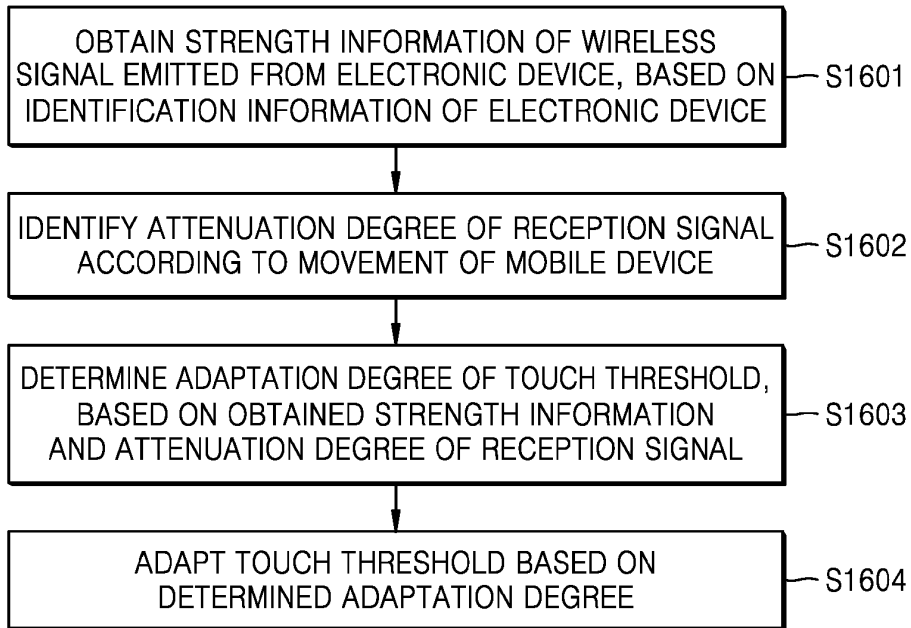 OBTAIN STRENGTH INFORMATION OF WIRELESS
SIGNAL EMITTED FROM ELECTRONIC DEVICE, BASED ON
IDENTIFICATION INFORMATION OF ELECTRONIC DEVICE
S1601
IDENTIFY ATTENUATION DEGREE OF RECEPTION SIGNAL
ACCORDING TO MOVEMENT OF MOBILE DEVICE
S1602
DETERMINE ADAPTATION DEGREE OF TOUCH THRESHOLD,
BASED ON OBTAINED STRENGTH INFORMATION
AND ATTENUATION DEGREE OF RECEPTION SIGNAL
S1603
ADAPT TOUCH THRESHOLD BASED ON
DETERMINED ADAPTATION DEGREE
S1604